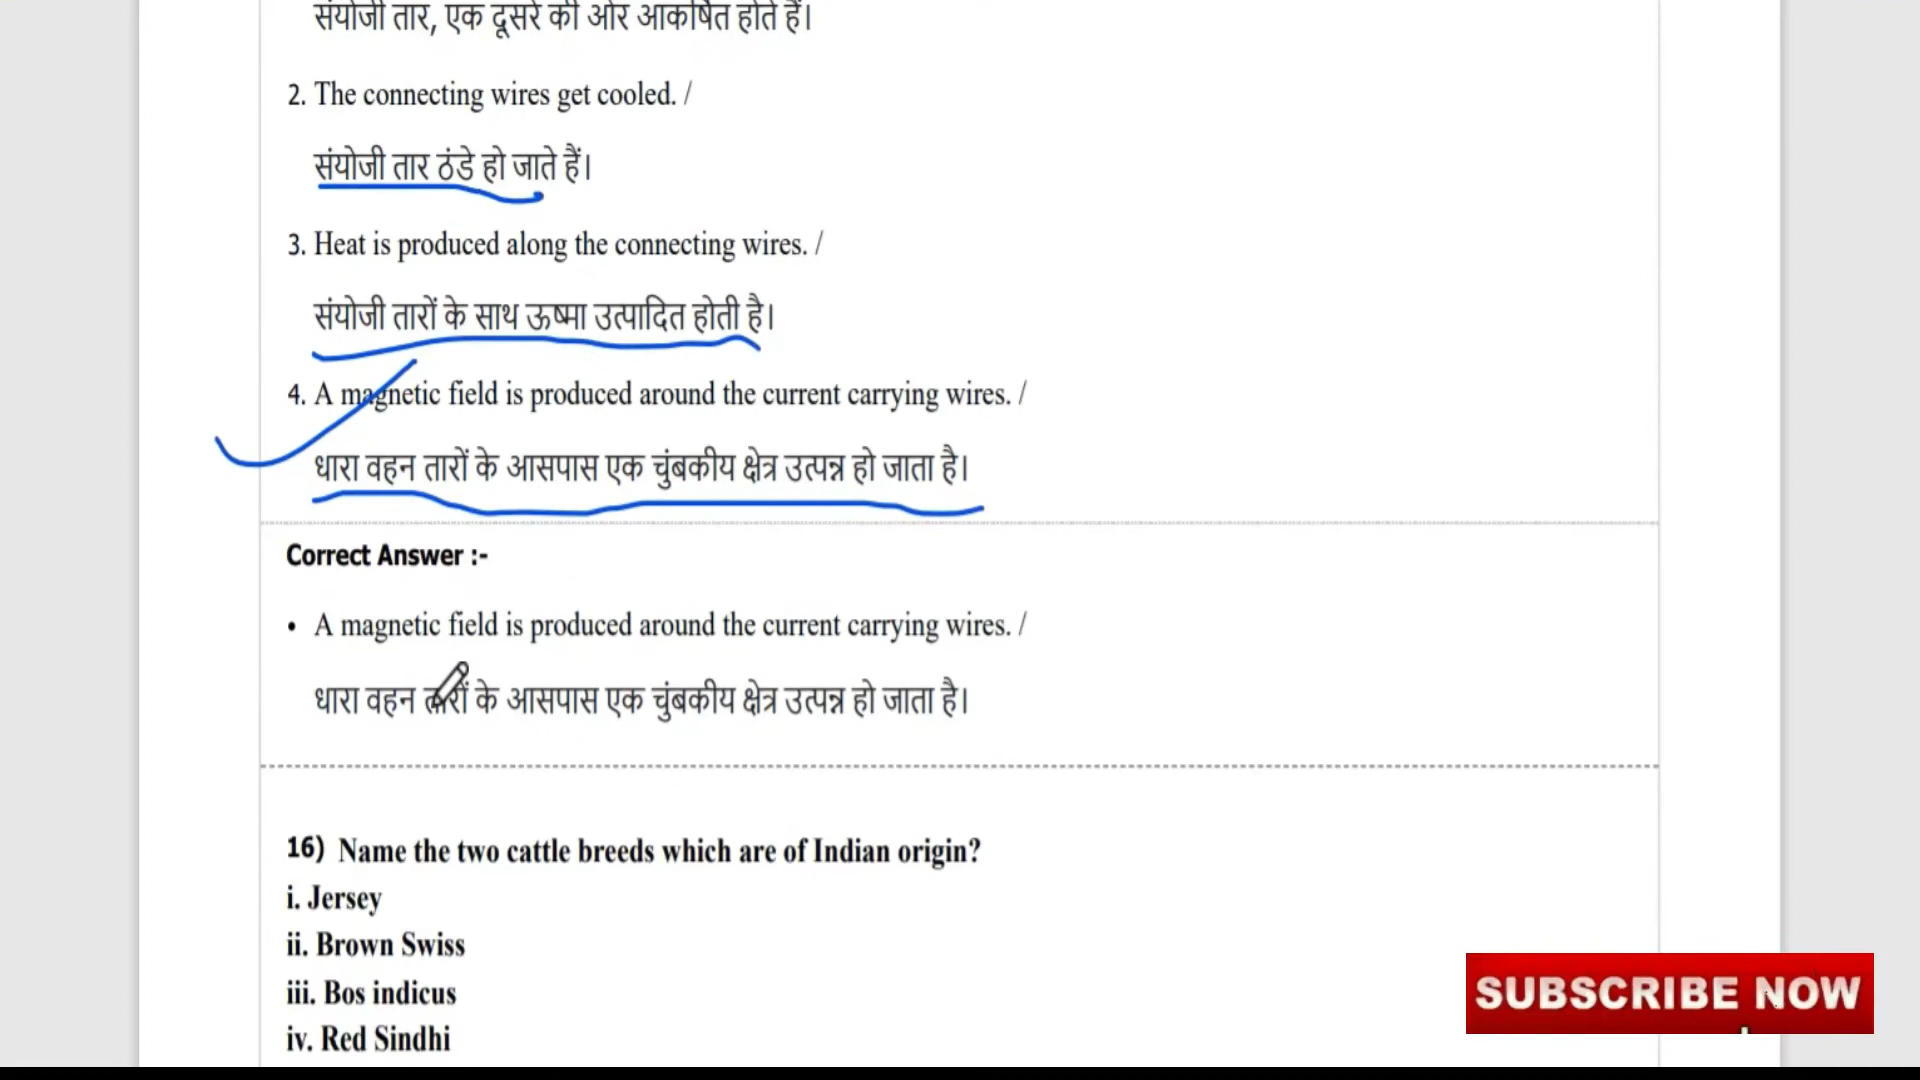 संयोजी तार, एक दूसरे की ओर आकर्षित होते हैं।
2. The connecting wires get cooled. /
संयोजी तार ठंडे हो जाते हैं।
3. Heat is produced along the connecting wires. /
संयोजी तारों के साथ ऊष्मा उत्पादित होती है।
4. A magnetic field is produced around the current carrying wires. /
धारा वहन तारों के आसपास एक चुंबकीय क्षेत्र उत्पन्न हो जाता है।
Correct Answer :-
• A magnetic field is produced around the current carrying wires. /
धारा वहन तारों के आसपास एक चुंबकीय क्षेत्र उत्पन्न हो जाता है।
16) Name the two cattle breeds which are of Indian origin?
i. Jersey
ii. Brown Swiss
iii. Bos indicus
iv. Red Sindhi
SUBSCRIBE NOW